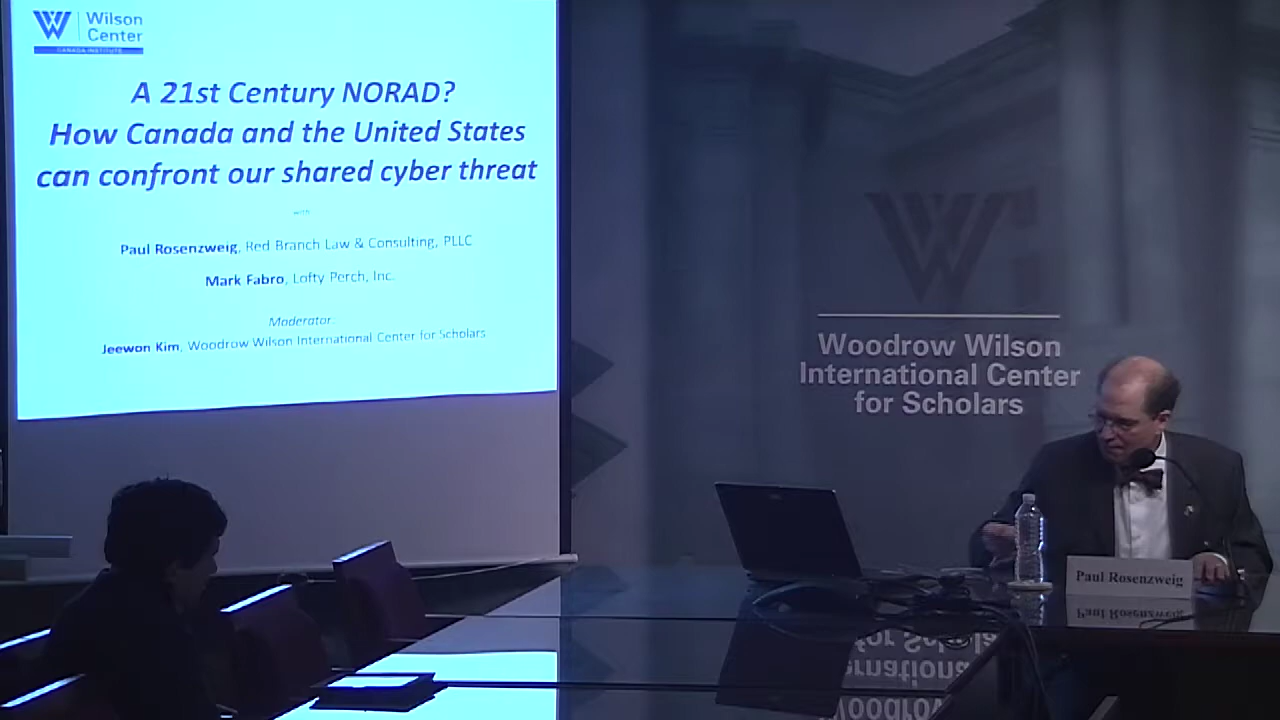 Wilson
Center
CANADA INSTITUTE
A 21st Century NORAD?
How Canada and the United States
can confront our shared cyber threat
with
Paul Rosenzweig, Red Branch Law & Consulting, PLLC
Mark Fabro, Lofty Perch, Inc.
Moderator:
Jeewon Kim, Woodrow Wilson International Center for Scholars
Woodrow Wilson
International Center
for Scholars
Paul Rosenzweig